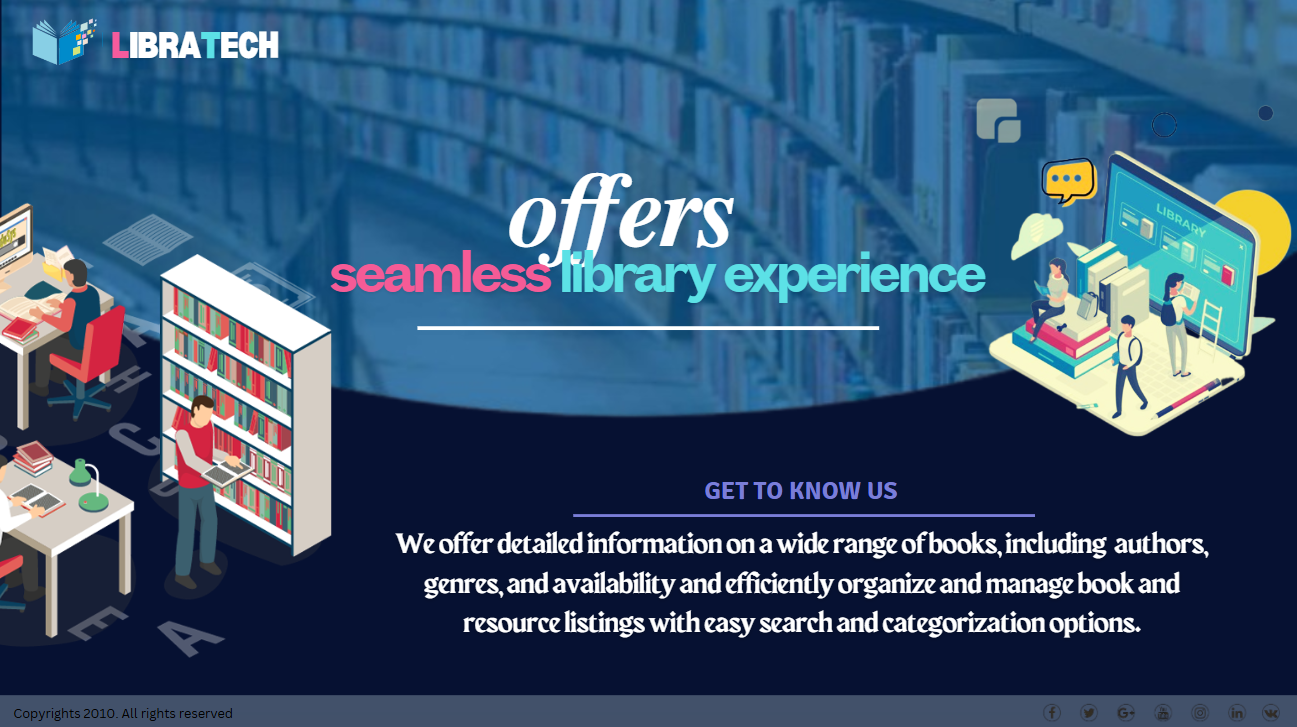 LIBRATECH
offers
seamless library experience
LIBRARY
GET TO KNOW US
We offer detailed information on a wide range of books, including authors,
genres, and availability and efficiently organize and manage book and
resource listings with easy search and categorization options.
Copyrights 2010. All rights reserved